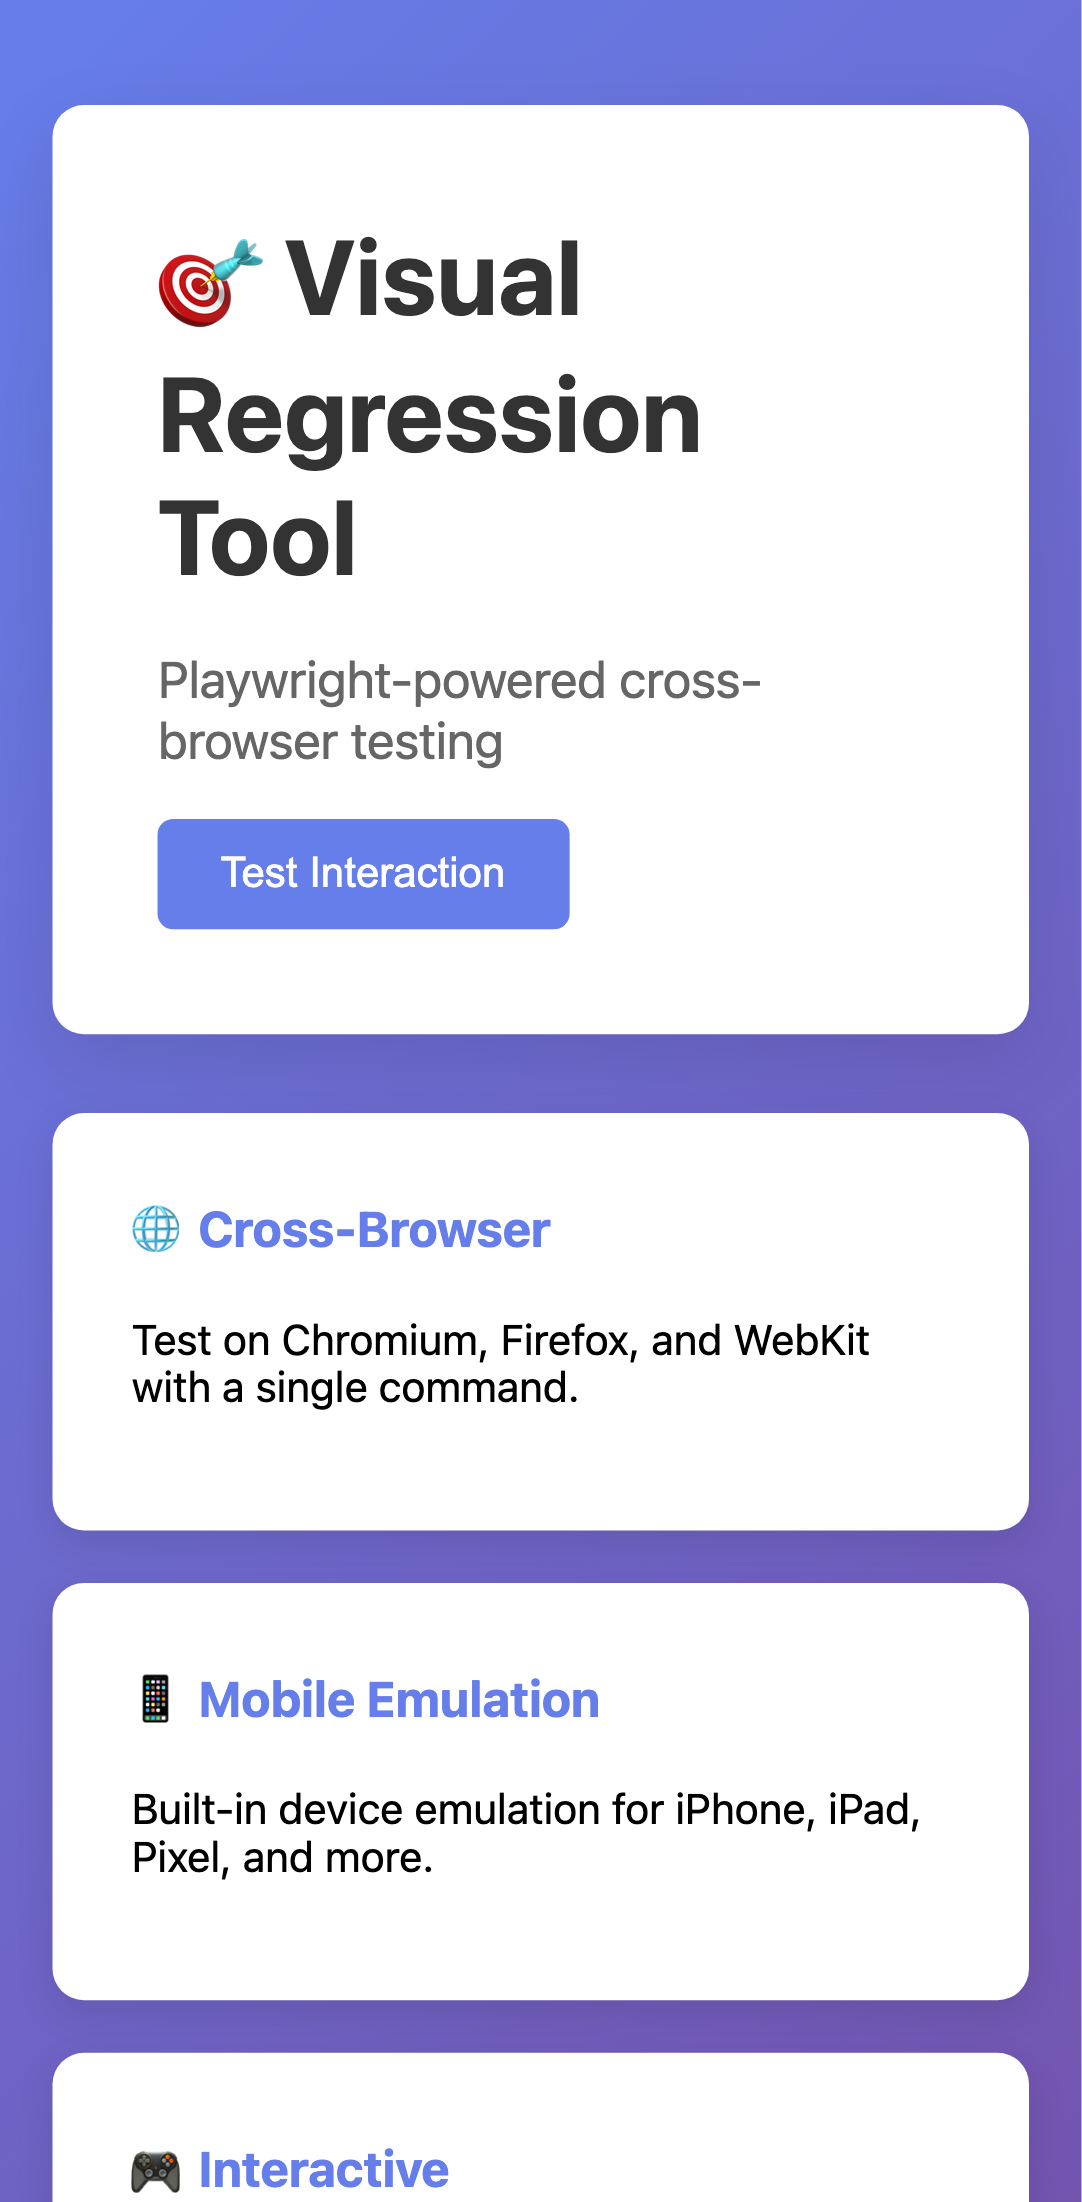 🎯 Visual
Regression
Tool
Playwright-powered cross-
browser testing
Test Interaction
🌐 Cross-Browser
Test on Chromium, Firefox, and WebKit
with a single command.
📱 Mobile Emulation
Built-in device emulation for iPhone, iPad,
Pixel, and more.
🎮 Interactive